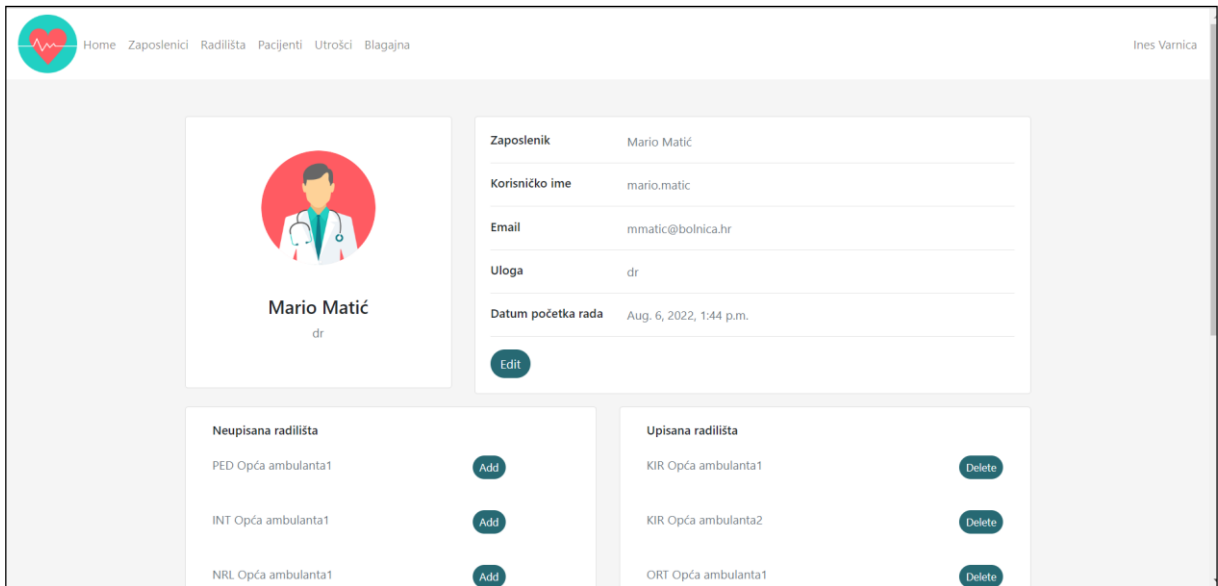 Home Zaposlenici Radilišta Pacijenti Utrošci Blagajna Ines Varnica
Mario Matić
dr
Zaposlenik Mario Matić
Korisničko ime mario.matic
Email mmatic@bolnica.hr
Uloga dr
Datum početka rada Aug. 6, 2022, 1:44 p.m.
Edit
Neupisana radilišta
PED Opća ambulanta1 Add
INT Opća ambulanta1 Add
NRL Opća ambulanta1 Add
Upisana radilišta
KIR Opća ambulanta1 Delete
KIR Opća ambulanta2 Delete
ORT Opća ambulanta1 Delete